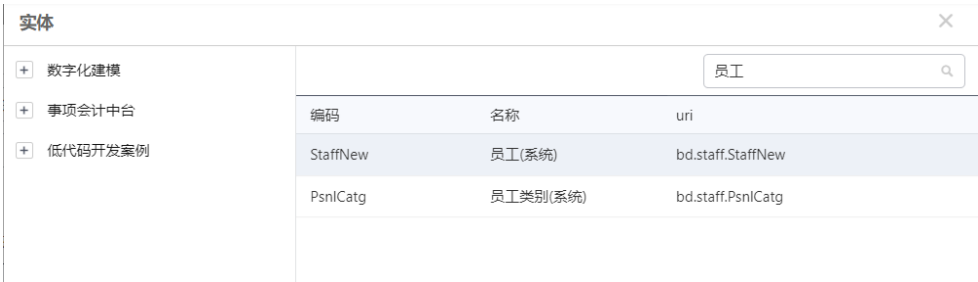 实体
数字化建模
事项会计中台
低代码开发案例
员工
编码 名称 uri
StaffNew 员工(系统) bd.staff.StaffNew
PsnlCatg 员工类别(系统) bd.staff.PsnlCatg